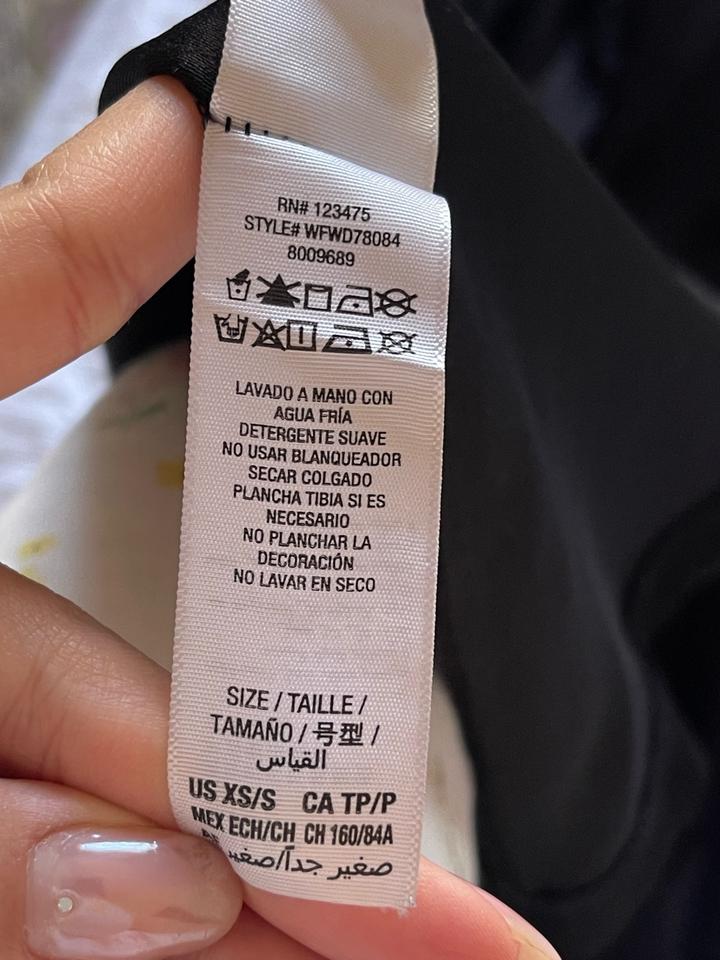 RN# 123475
STYLE# WFWD78084
8009689
LAVADO A MANO CON
AGUA FRÍA
DETERGENTE SUAVE
NO USAR BLANQUEADOR
SECAR COLGADO
PLANCHA TIBIA SI ES
NECESARIO
NO PLANCHAR LA
DECORACIÓN
NO LAVAR EN SECO
SIZE / TAILLE /
TAMAÑO / 号型 /
القياس
US XS/S CA TP/P
MEX ECH/CH CH 160/84A
صغير جداً/صغير